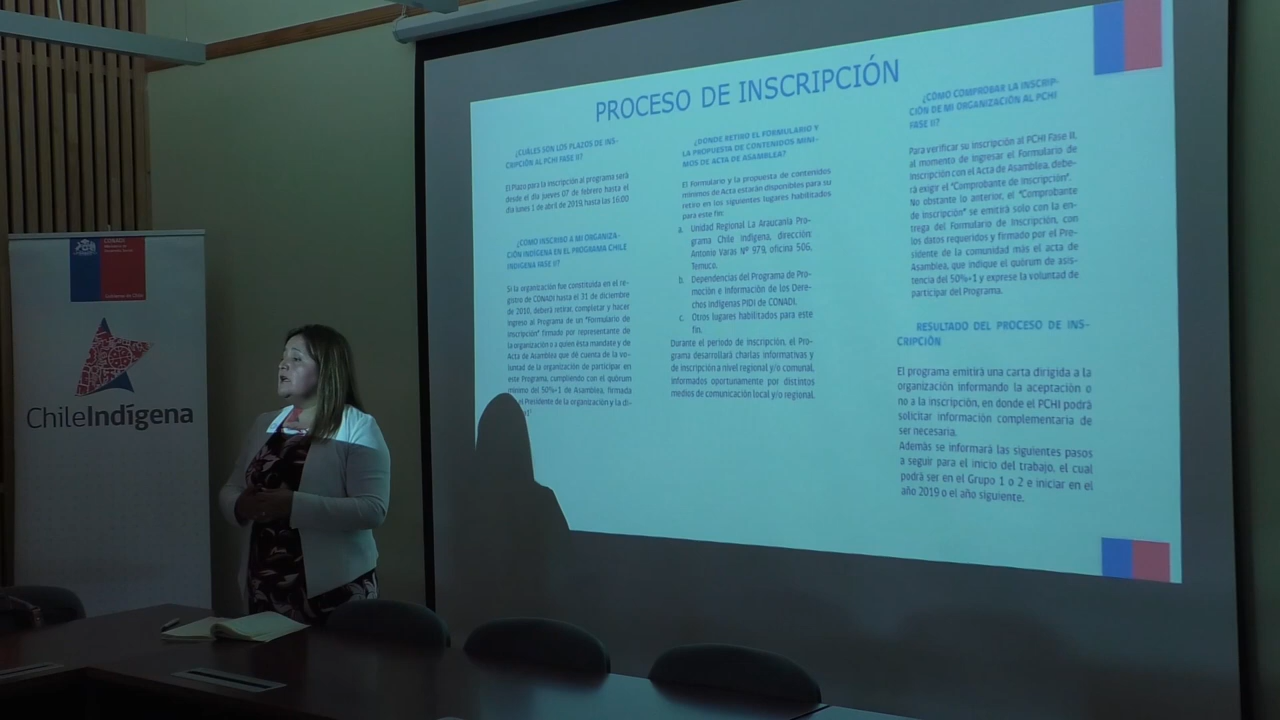 PROCESO DE INSCRIPCIÓN
¿CUÁLES SON LOS PLAZOS DE INS-
CRIPCIÓN AL PCHI FASE II?
El Plazo para la inscripción al programa será
desde el día jueves 07 de febrero hasta el
día lunes 1 de abril de 2019, hasta las 16:00
¿CÓMO INSCRIBO A MI ORGANIZA-
CIÓN INDÍGENA EN EL PROGRAMA CHILE
INDÍGENA FASE II?
Si la organización fue constituida en el re-
gistro de CONADI hasta el 31 de diciembre
de 2010, deberá retirar, completar y hacer
ingreso al Programa de un "Formulario de
inscripción" firmado por representante de
la organización o a quien ésta mandate y de
Acta de Asamblea que dé cuenta de la vo-
luntad de la organización de participar en
este Programa, cumpliendo con el quórum
mínimo del 50%+1 de Asamblea, firmada
el Presidente de la organización y la di-
¿DONDE RETIRO EL FORMULARIO Y
LA PROPUESTA DE CONTENIDOS MINI-
MOS DE ACTA DE ASAMBLEA?
El Formulario y la propuesta de contenidos
mínimos de Acta estarán disponibles para su
retiro en los siguientes lugares habilitados
para este fin:
a. Unidad Regional La Araucanía Pro-
grama Chile Indígena, dirección:
Antonio Varas Nº 979, oficina 506,
Temuco.
b. Dependencias del Programa de Pro-
moción e Información de los Dere-
chos indígenas PIDI de CONADI.
c. Otros lugares habilitados para este
fin.
Durante el periodo de inscripción, el Pro-
grama desarrollará charlas informativas y
de inscripción a nivel regional y/o comunal,
informados oportunamente por distintos
medios de comunicación local y/o regional.
¿CÓMO COMPROBAR LA INSCRIP-
CIÓN DE MI ORGANIZACIÓN AL PCHI
FASE II?
Para verificar su inscripción al PCHI Fase II,
al momento de ingresar el Formulario de
Inscripción con el Acta de Asamblea, debe-
rá exigir el "Comprobante de Inscripción".
No obstante lo anterior, el "Comprobante
de Inscripción" se emitirá solo con la en-
trega del Formulario de Inscripción, con
los datos requeridos y firmado por el Pre-
sidente de la comunidad más el acta de
Asamblea, que indique el quórum de asis-
tencia del 50%+1 y exprese la voluntad de
participar del Programa.
RESULTADO DEL PROCESO DE INS-
CRIPCIÓN
El programa emitirá una carta dirigida a la
organización informando la aceptación o
no a la inscripción, en donde el PCHI podrá
solicitar información complementaria de
ser necesaria.
Además se informará las siguientes pasos
a seguir para el inicio del trabajo, el cual
podrá ser en el Grupo 1 o 2 e iniciar en el
año 2019 o el año siguiente.
CONADI
Gobierno de Chile
ChileIndígena